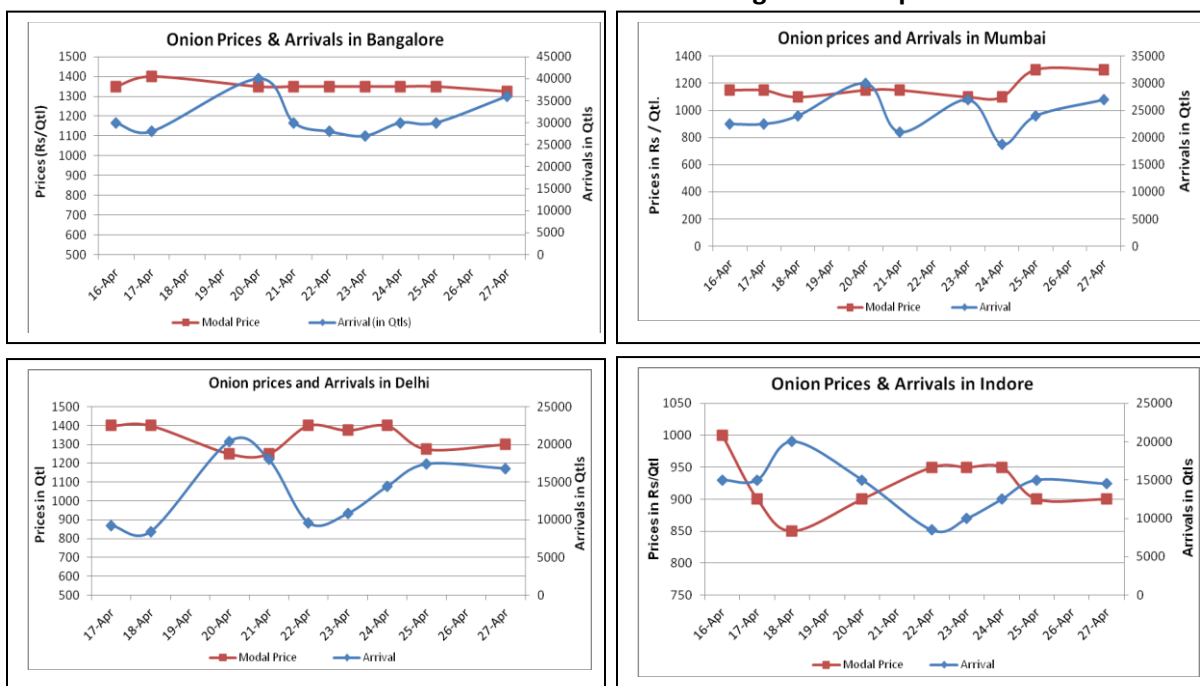 Onion Prices & Arrivals in Bangalore
Prices (Rs/Qtl)
1500
1400
1300
1200
1100
1000
900
800
700
600
500
45000
40000
35000
30000
25000
20000
15000
10000
5000
0
Arrivals in Qtls
16-Apr
17-Apr
18-Apr
19-Apr
20-Apr
21-Apr
22-Apr
23-Apr
24-Apr
25-Apr
26-Apr
27-Apr
Modal Price
Arrival (in Qtls)
Onion prices and Arrivals in Mumbai
Prices in Rs / Qtl.
1400
1200
1000
800
600
400
200
0
35000
30000
25000
20000
15000
10000
5000
0
Arrivals in Qtls
16-Apr
17-Apr
18-Apr
19-Apr
20-Apr
21-Apr
22-Apr
23-Apr
24-Apr
25-Apr
26-Apr
27-Apr
Modal Price
Arrival
Onion prices and Arrivals in Delhi
Prices in Qtl
1500
1400
1300
1200
1100
1000
900
800
700
600
500
25000
20000
15000
10000
5000
0
Arrivals in Qtls
17-Apr
18-Apr
19-Apr
20-Apr
21-Apr
22-Apr
23-Apr
24-Apr
25-Apr
26-Apr
27-Apr
Modal Price
Arrival
Onion Prices & Arrivals in Indore
Prices in Rs/Qtl
1050
1000
950
900
850
800
750
25000
20000
15000
10000
5000
0
Arrivals in Qtls
16-Apr
17-Apr
18-Apr
19-Apr
20-Apr
21-Apr
22-Apr
23-Apr
24-Apr
25-Apr
26-Apr
27-Apr
Modal Price
Arrival